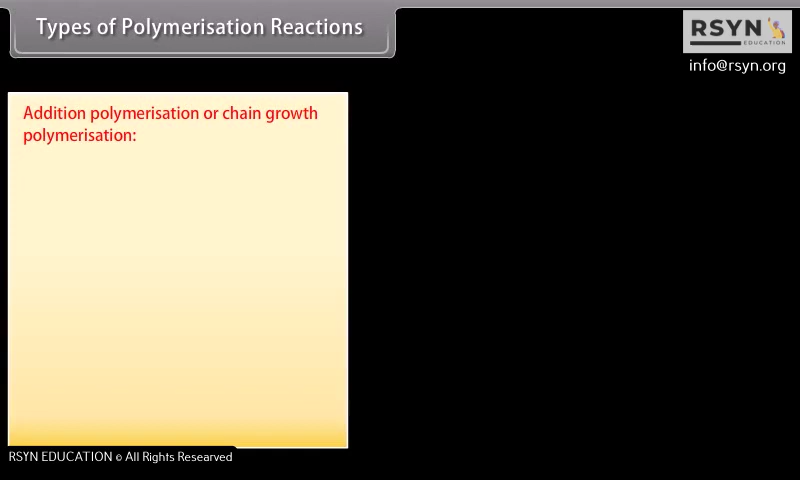 Types of Polymerisation Reactions
RSYN
EDUCATION
info@rsyn.org
Addition polymerisation or chain growth
polymerisation:
RSYN EDUCATION © All Rights Researved